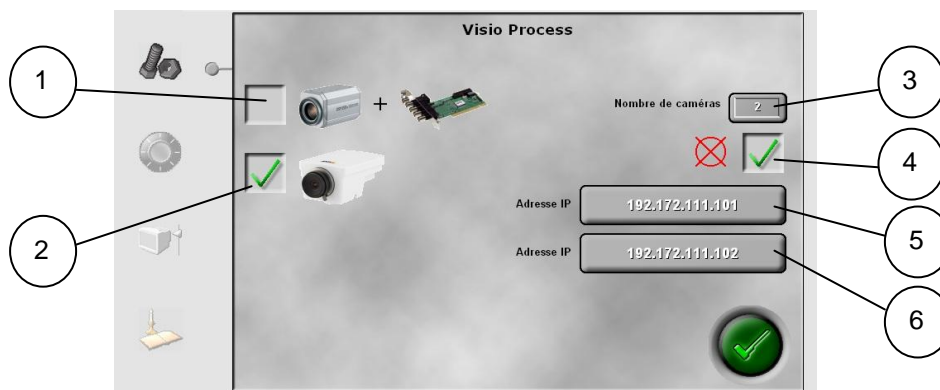 Visio Process
1
+
Nombre de caméras
2
3
4
2
Adresse IP
192.172.111.101
5
Adresse IP
192.172.111.102
6